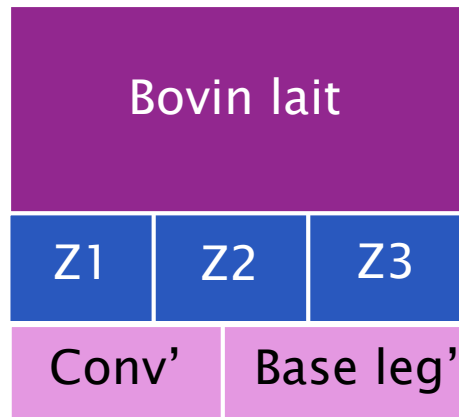 Bovin lait
Z1 Z2 Z3
Conv’ Base leg’